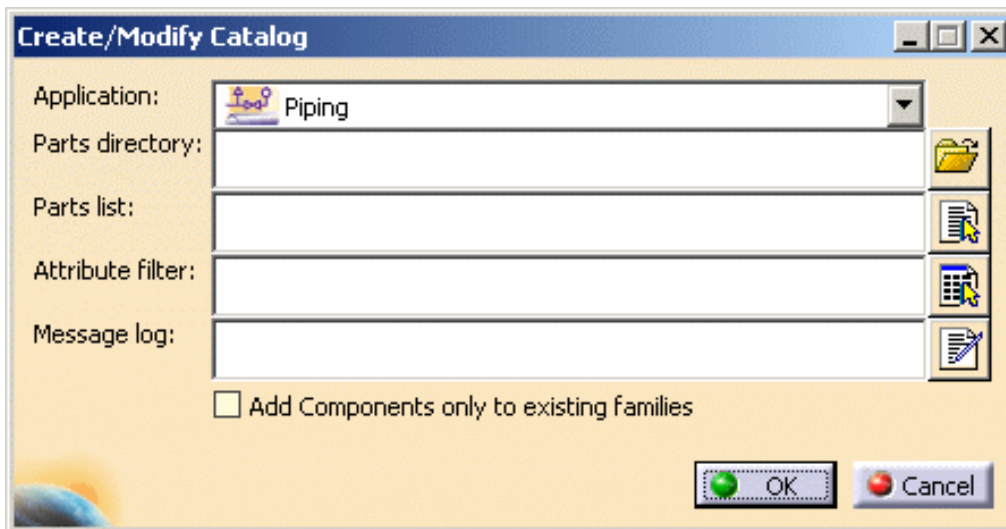 Create/Modify Catalog
Application:
Piping
Parts directory:
Parts list:
Attribute filter:
Message log:
Add Components only to existing families
OK
Cancel